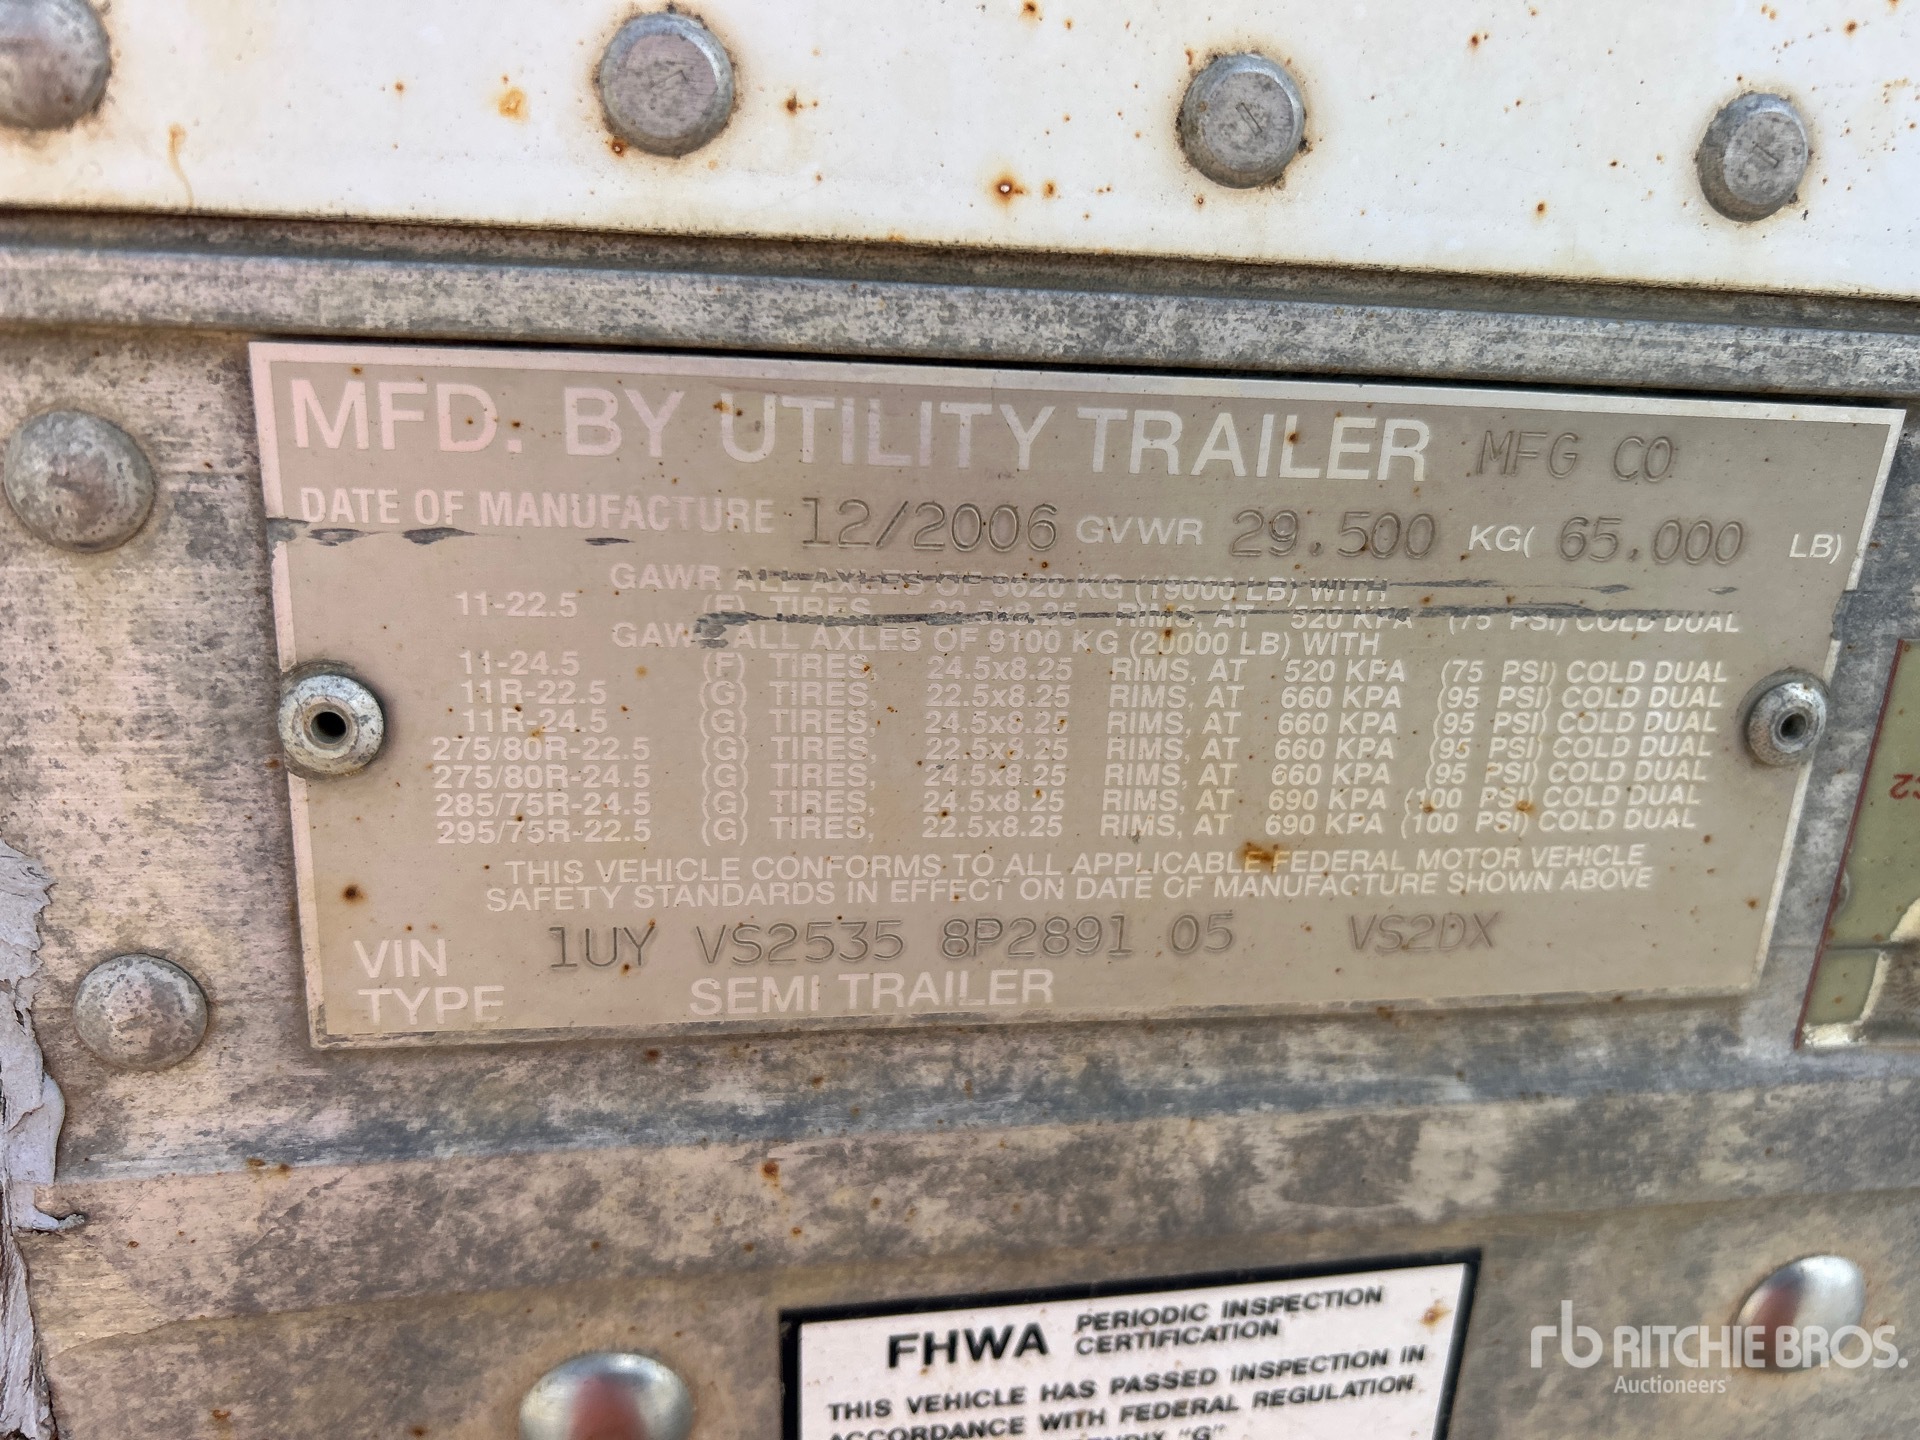 MFD. BY UTILITY TRAILER MFG CO
DATE OF MANUFACTURE 12/2006 GVWR 29,500 KG( 65,000 LB)
GAWR ALL AXLES OF 8620 KG (19000 LB) WITH
11-22.5 (F) TIRES, 22.5x8.25 RIMS, AT 520 KPA (75 PSI) COLD DUAL
GAWR ALL AXLES OF 9100 KG (20000 LB) WITH
11-24.5 (F) TIRES, 24.5x8.25 RIMS, AT 520 KPA (75 PSI) COLD DUAL
11R-22.5 (G) TIRES, 22.5x8.25 RIMS, AT 660 KPA (95 PSI) COLD DUAL
11R-24.5 (G) TIRES, 24.5x8.25 RIMS, AT 660 KPA (95 PSI) COLD DUAL
275/80R-22.5 (G) TIRES, 22.5x8.25 RIMS, AT 660 KPA (95 PSI) COLD DUAL
275/80R-24.5 (G) TIRES, 24.5x8.25 RIMS, AT 660 KPA (95 PSI) COLD DUAL
285/75R-24.5 (G) TIRES, 24.5x8.25 RIMS, AT 690 KPA (100 PSI) COLD DUAL
295/75R-22.5 (G) TIRES, 22.5x8.25 RIMS, AT 690 KPA (100 PSI) COLD DUAL
THIS VEHICLE CONFORMS TO ALL APPLICABLE FEDERAL MOTOR VEHICLE
SAFETY STANDARDS IN EFFECT ON DATE OF MANUFACTURE SHOWN ABOVE
VIN 1UY VS2535 8P2891 05 VS2DX
TYPE SEMI TRAILER
FHWA PERIODIC INSPECTION
CERTIFICATION
THIS VEHICLE HAS PASSED INSPECTION IN
ACCORDANCE WITH FEDERAL REGULATION
"G"
rb RITCHIE BROS.
Auctioneers